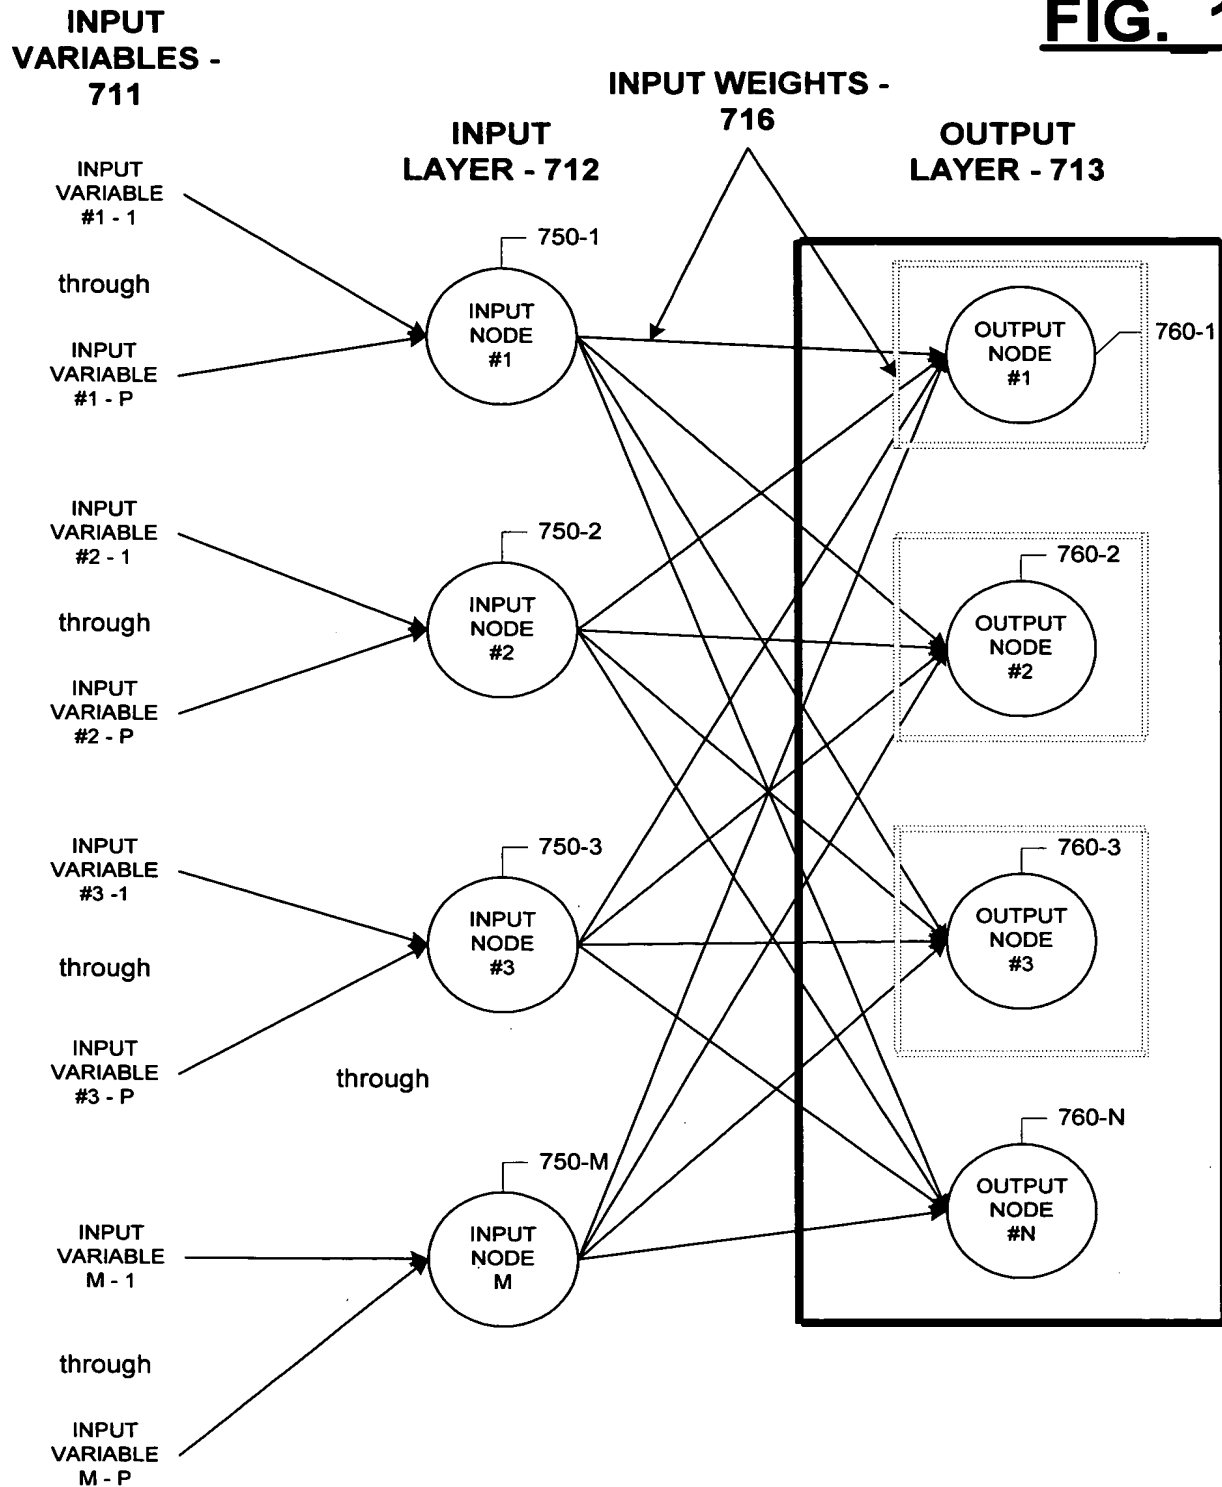 FIG._1
INPUT
VARIABLES -
711
INPUT WEIGHTS -
716
INPUT
LAYER - 712
OUTPUT
LAYER - 713
INPUT
VARIABLE
#1 - 1
through
INPUT
VARIABLE
#1 - P
750-1
INPUT
NODE
#1
OUTPUT
NODE
#1
760-1
INPUT
VARIABLE
#2 - 1
through
INPUT
VARIABLE
#2 - P
750-2
INPUT
NODE
#2
760-2
OUTPUT
NODE
#2
INPUT
VARIABLE
#3 -1
through
INPUT
VARIABLE
#3 - P
750-3
INPUT
NODE
#3
760-3
OUTPUT
NODE
#3
through
750-M
INPUT
NODE
M
760-N
OUTPUT
NODE
#N
INPUT
VARIABLE
M - 1
through
INPUT
VARIABLE
M - P